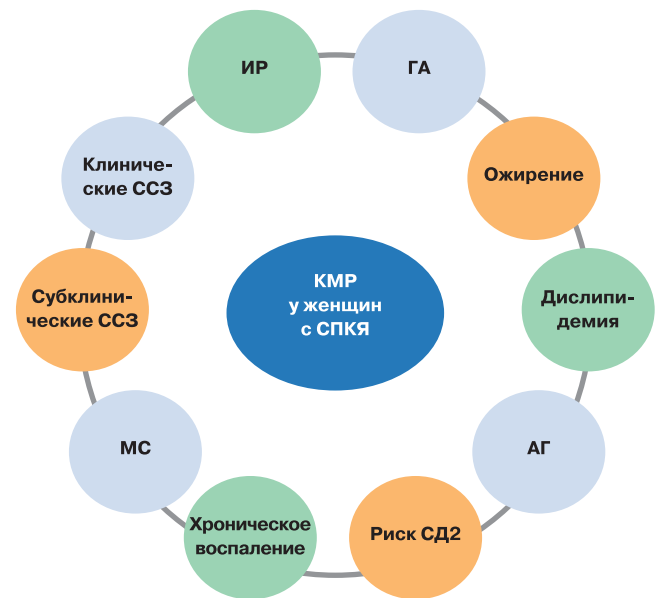 ИР
ГА
Клиниче-
ские ССЗ
Ожирение
КМР
у женщин
с СПКЯ
Субклини-
ческие ССЗ
Дислипи-
демия
МС
АГ
Хроническое
воспаление
Риск СД2